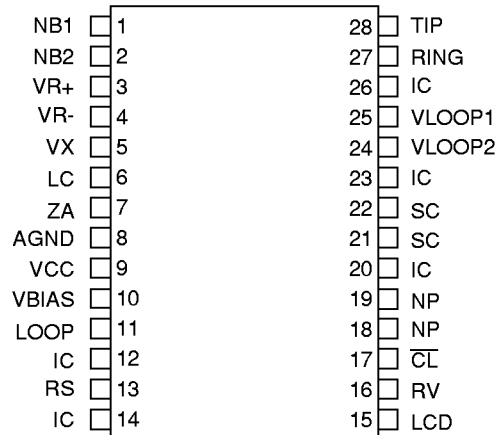 NB1 1 28 TIP
NB2 2 27 RING
VR+ 3 26 IC
VR- 4 25 VLOOP1
VX 5 24 VLOOP2
LC 6 23 IC
ZA 7 22 SC
AGND 8 21 SC
VCC 9 20 IC
VBIAS 10 19 NP
LOOP 11 18 NP
IC 12 17 C̅L̅
RS 13 16 RV
IC 14 15 LCD